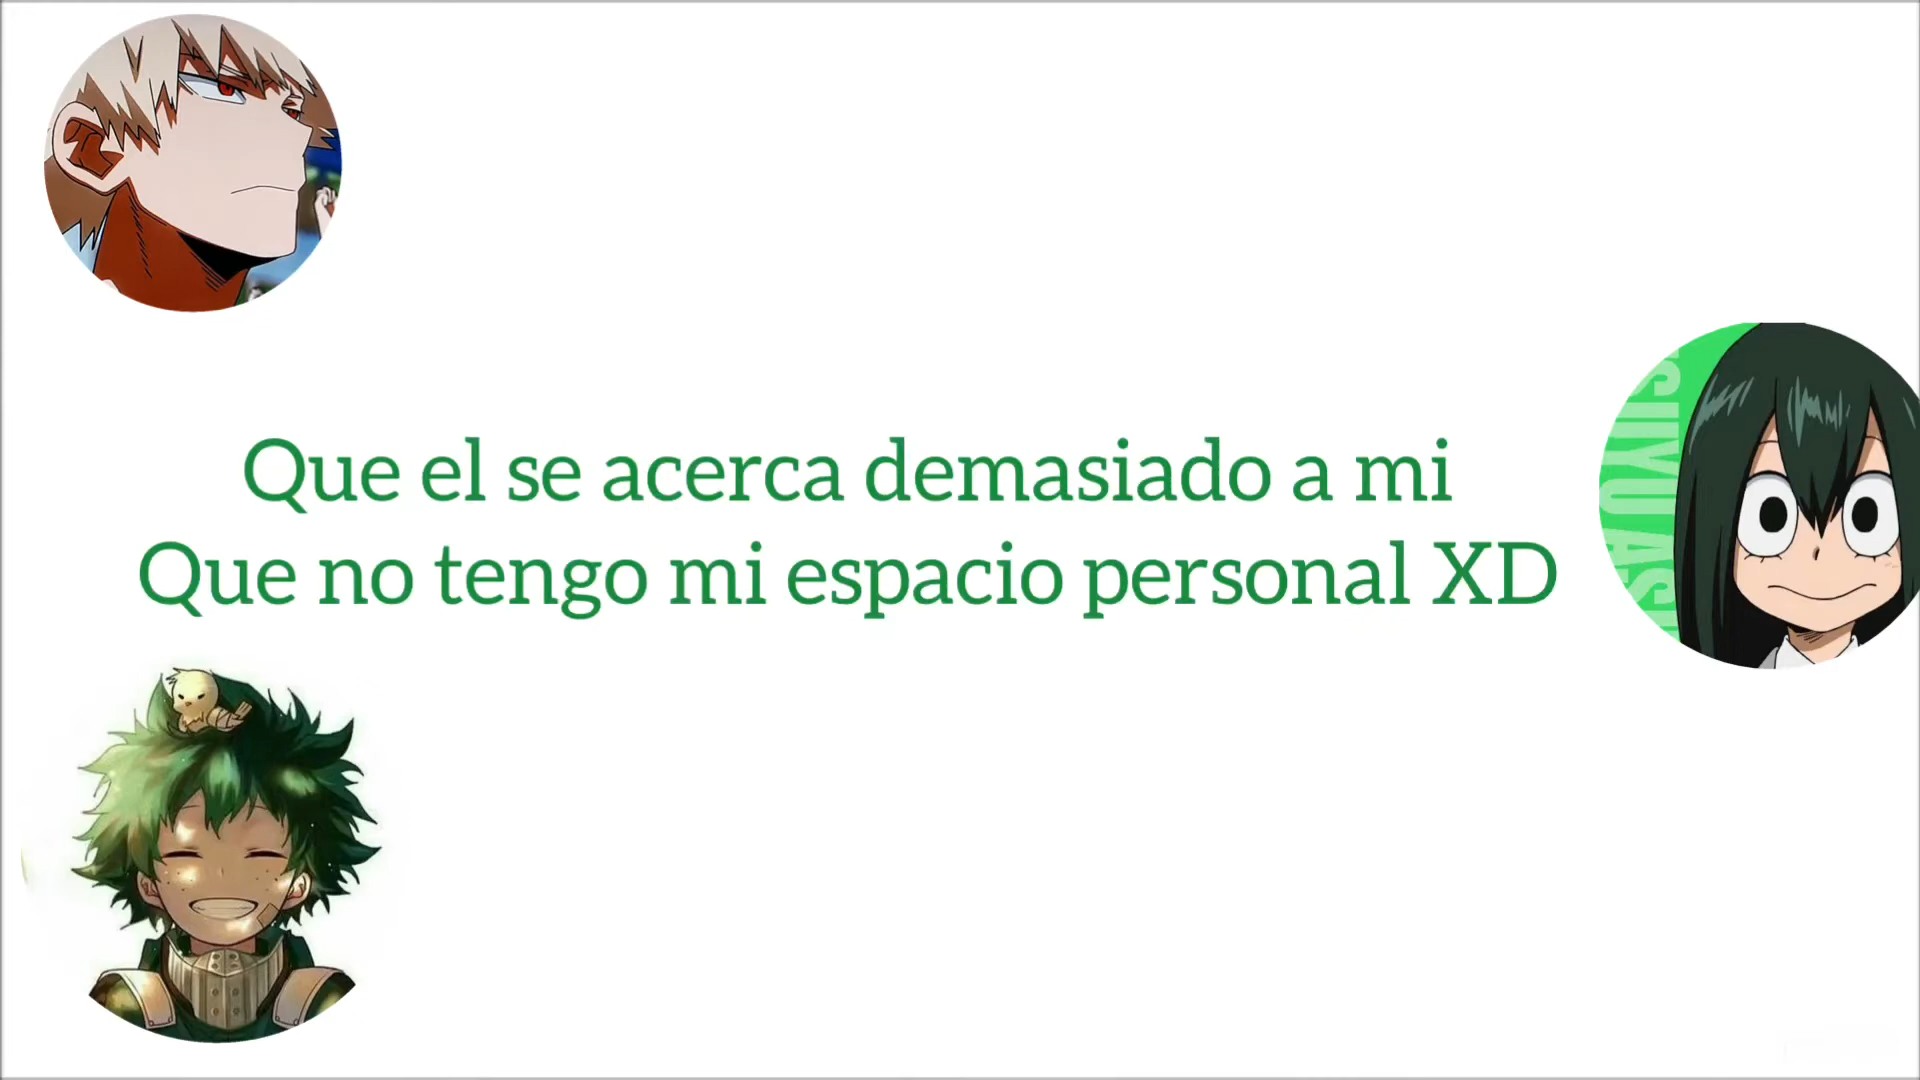 Que el se acerca demasiado a mi
Que no tengo mi espacio personal XD